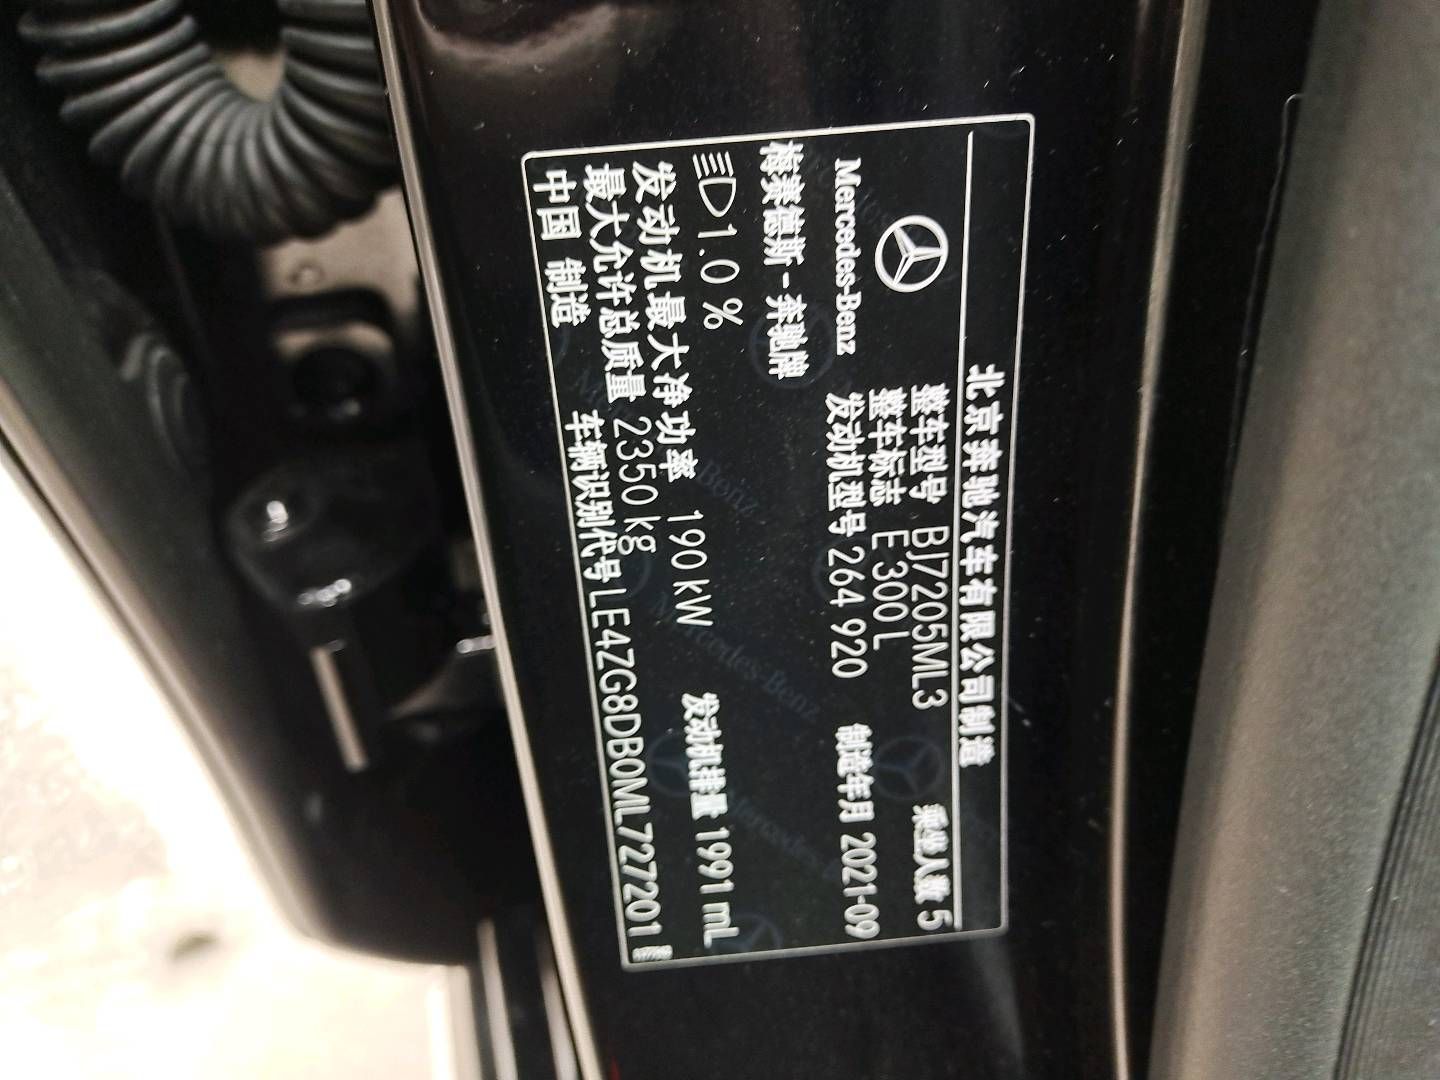 北京奔驰汽车有限公司制造
Mercedes-Benz
梅赛德斯-奔驰牌
整车型号 BJ7205ML3 乘坐人数 5
整车标志 E 300 L
发动机型号 264 920 制造年月 2021-09
1.0 %
发动机最大净功率 190 kW 发动机排量 1991 mL
最大允许总质量 2350 kg
中国 制造 车辆识别代号 LE4ZG8DB0ML727201